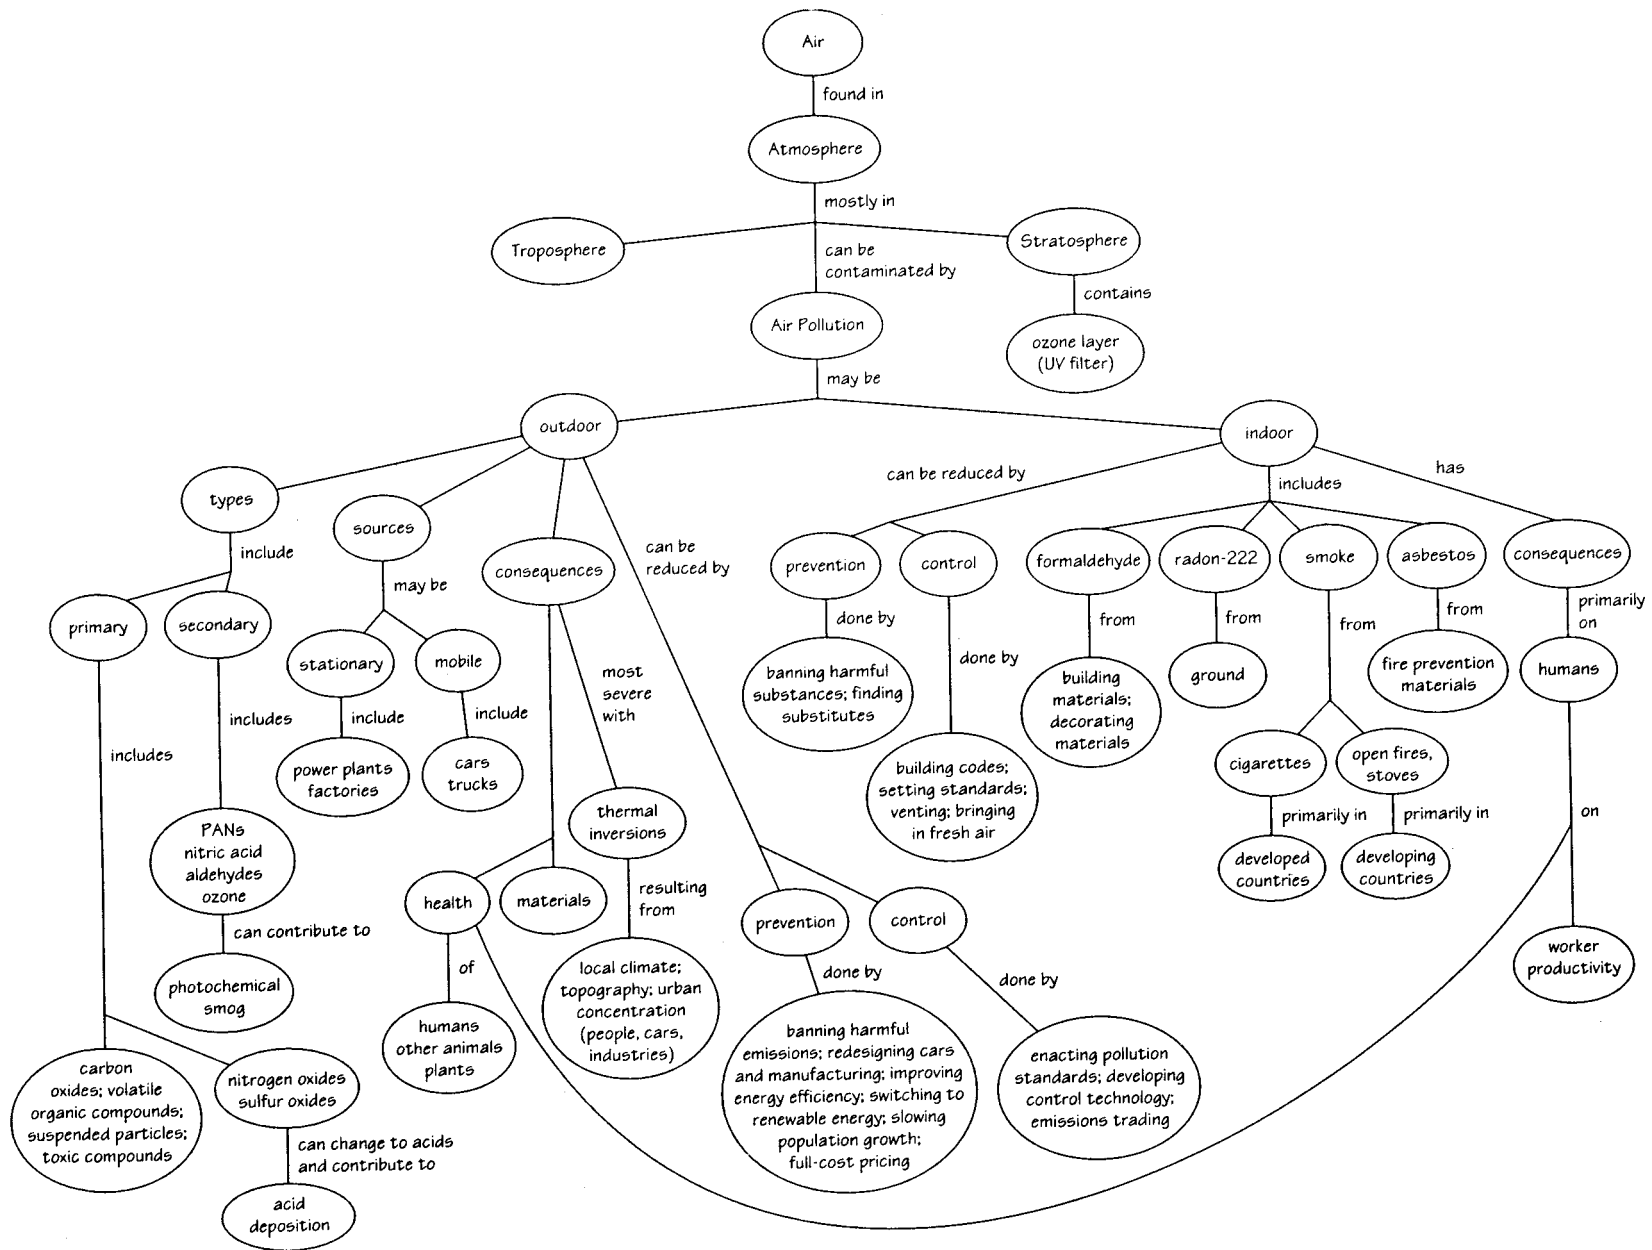 Air
found in
Atmosphere
mostly in
Troposphere
can be
contaminated by
Stratosphere
contains
Air Pollution
ozone layer
(UV filter)
may be
outdoor
indoor
types
include
primary
secondary
includes
includes
PANs
nitric acid
aldehydes
ozone
can contribute to
photochemical
smog
carbon
oxides; volatile
organic compounds;
suspended particles;
toxic compounds
nitrogen oxides
sulfur oxides
can change to acids
and contribute to
acid
deposition
sources
may be
stationary
mobile
include
include
power plants
factories
cars
trucks
consequences
most
severe
with
thermal
inversions
health
materials
resulting
from
of
humans
other animals
plants
local climate;
topography; urban
concentration
(people, cars,
industries)
can be
reduced by
prevention
control
done by
done by
banning harmful
emissions; redesigning cars
and manufacturing; improving
energy efficiency; switching to
renewable energy; slowing
population growth;
full-cost pricing
enacting pollution
standards; developing
control technology;
emissions trading
can be reduced by
prevention
control
done by
done by
banning harmful
substances; finding
substitutes
building codes;
setting standards;
venting; bringing
in fresh air
includes
formaldehyde
radon-222
smoke
asbestos
from
from
from
from
building
materials;
decorating
materials
ground
fire prevention
materials
cigarettes
open fires,
stoves
primarily in
primarily in
developed
countries
developing
countries
has
consequences
primarily
on
humans
on
worker
productivity